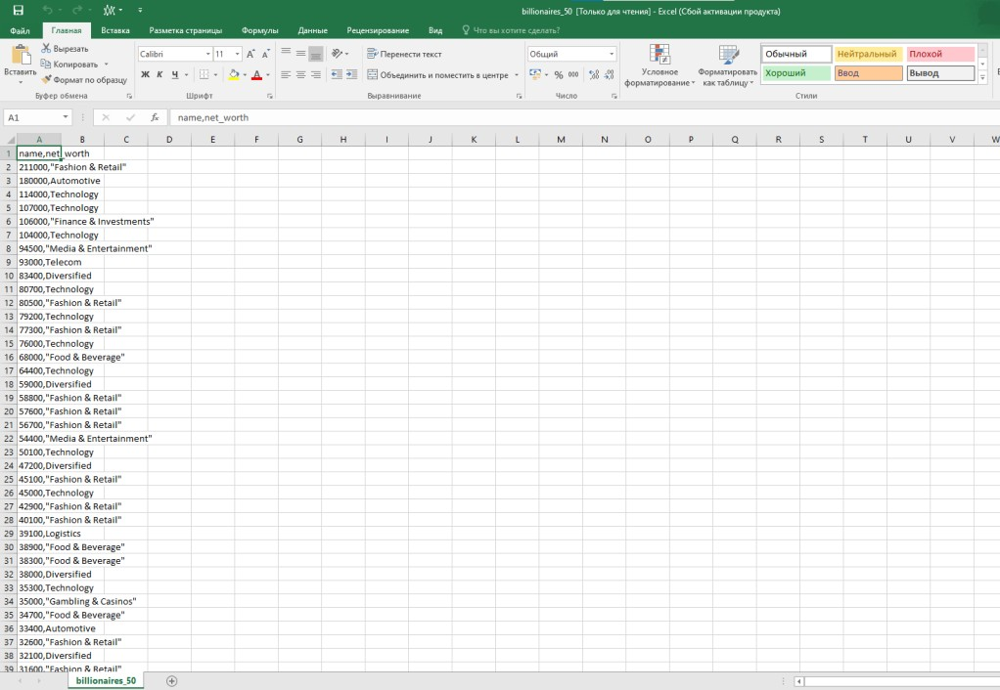 billionaires_50 [Только для чтения] - Excel (Сбой активации продукта)
Файл Главная Вставка Разметка страницы Формулы Данные Рецензирование Вид Что вы хотите сделать?
Вставить
Вырезать
Копировать
Формат по образцу
Буфер обмена
Calibri 11
Ж К Ч
Шрифт
Перенести текст
Объединить и поместить в центре
Выравнивание
Общий
% 000
Число
Условное форматирование
Форматировать как таблицу
Обычный Нейтральный Плохой
Хороший Ввод Вывод
Стили
A1 fx name,net_worth
A B C D E F G H I J K L M N O P Q R S T U V W
1 name,net_worth
2 211000,"Fashion & Retail"
3 180000,Automotive
4 114000,Technology
5 107000,Technology
6 106000,"Finance & Investments"
7 104000,Technology
8 94500,"Media & Entertainment"
9 93000,Telecom
10 83400,Diversified
11 80700,Technology
12 80500,"Fashion & Retail"
13 79200,Technology
14 77300,"Fashion & Retail"
15 76000,Technology
16 68000,"Food & Beverage"
17 64400,Technology
18 59000,Diversified
19 58800,"Fashion & Retail"
20 57600,"Fashion & Retail"
21 56700,"Fashion & Retail"
22 54400,"Media & Entertainment"
23 50100,Technology
24 47200,Diversified
25 45100,"Fashion & Retail"
26 45000,Technology
27 42900,"Fashion & Retail"
28 40100,"Fashion & Retail"
29 39100,Logistics
30 38900,"Food & Beverage"
31 38300,"Food & Beverage"
32 38000,Diversified
33 35300,Technology
34 35000,"Gambling & Casinos"
35 34700,"Food & Beverage"
36 33400,Automotive
37 32600,"Fashion & Retail"
38 32100,Diversified
39 31600,"Fashion & Retail"
billionaires_50